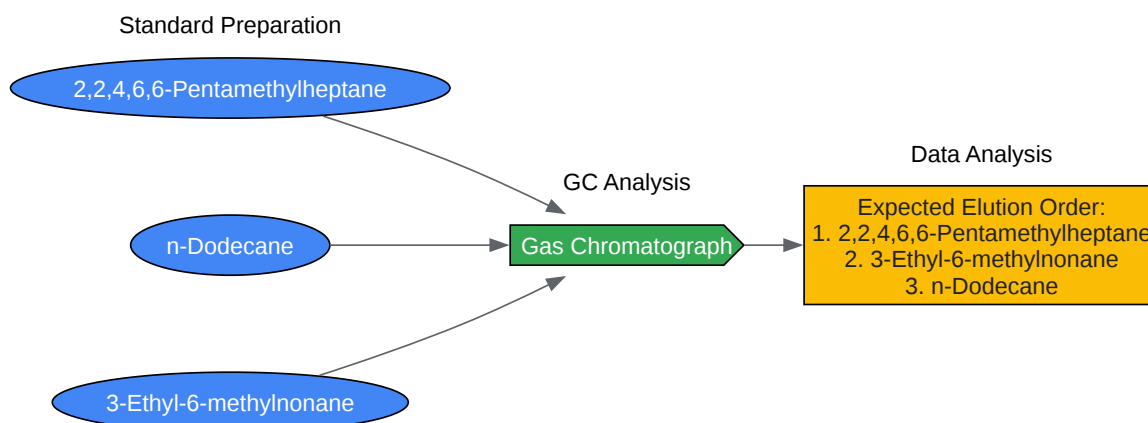 Standard Preparation
2,2,4,6,6-Pentamethylheptane
n-Dodecane
3-Ethyl-6-methylnonane
GC Analysis
Gas Chromatograph
Data Analysis
Expected Elution Order:
1. 2,2,4,6,6-Pentamethylheptane
2. 3-Ethyl-6-methylnonane
3. n-Dodecane